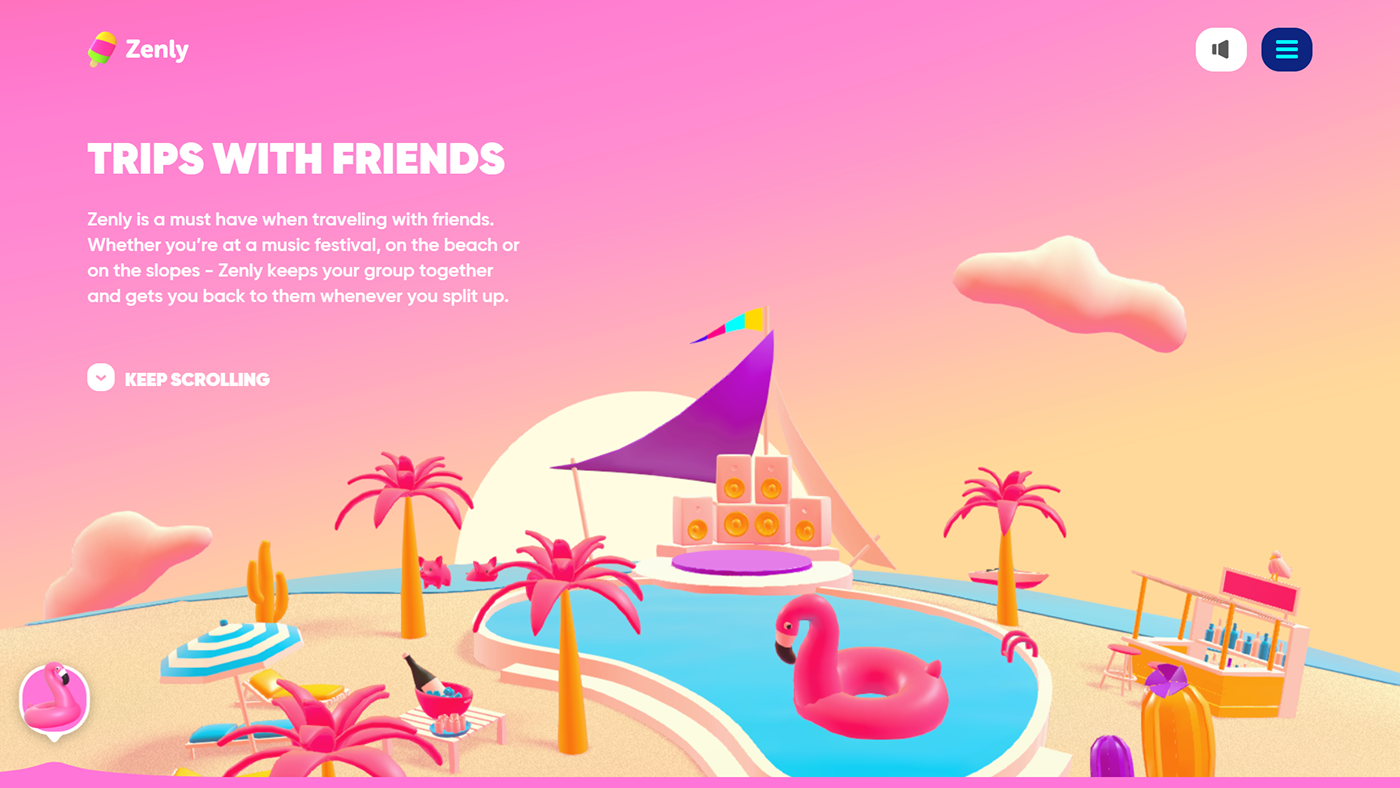 Zenly
TRIPS WITH FRIENDS
Zenly is a must have when traveling with friends.
Whether you're at a music festival, on the beach or
on the slopes - Zenly keeps your group together
and gets you back to them whenever you split up.
KEEP SCROLLING